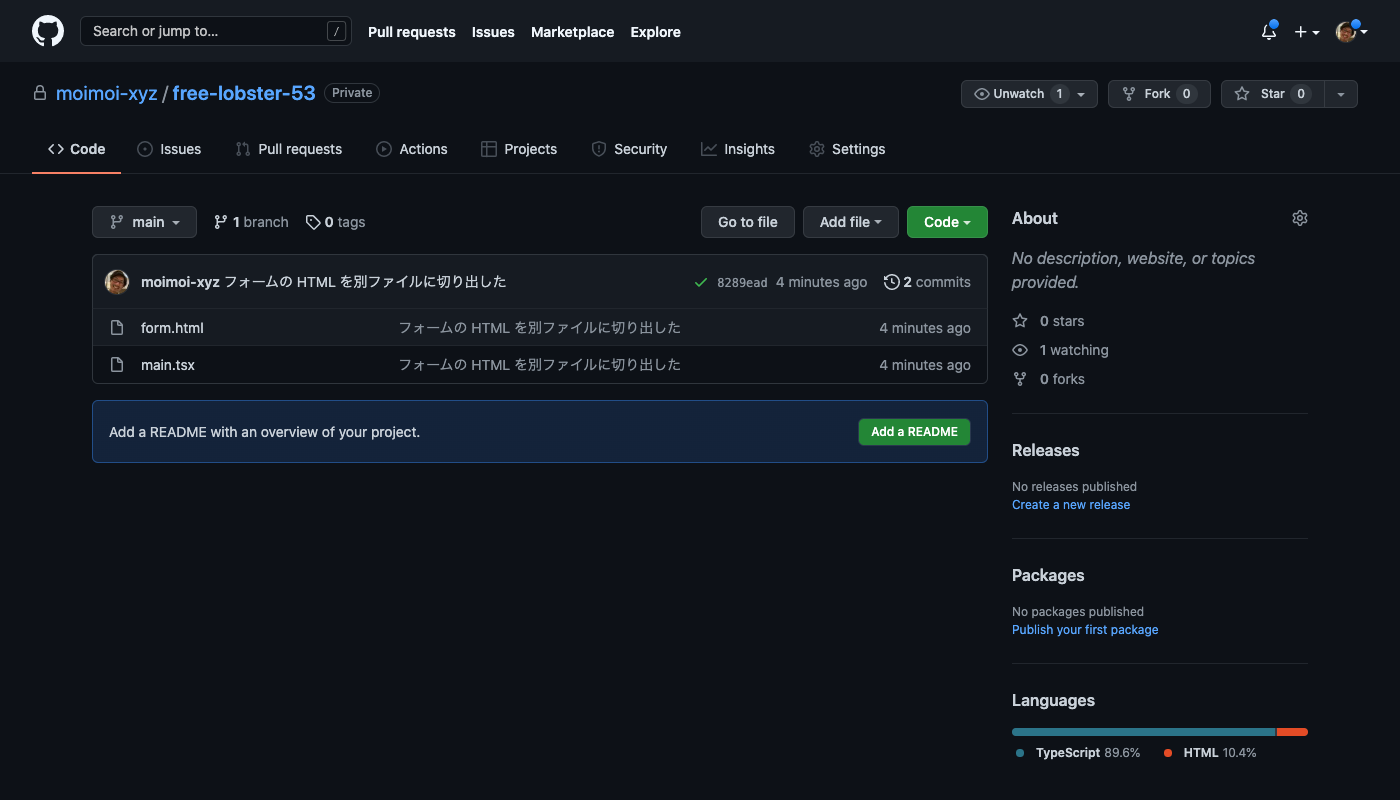 Search or jump to... / Pull requests Issues Marketplace Explore
moimoi-xyz / free-lobster-53 Private Unwatch 1 Fork 0 Star 0
Code Issues Pull requests Actions Projects Security Insights Settings
main 1 branch 0 tags Go to file Add file Code
moimoi-xyz フォームの HTML を別ファイルに切り出した 8289ead 4 minutes ago 2 commits
form.html フォームの HTML を別ファイルに切り出した 4 minutes ago
main.tsx フォームの HTML を別ファイルに切り出した 4 minutes ago
Add a README with an overview of your project. Add a README
About
No description, website, or topics
provided.
0 stars
1 watching
0 forks
Releases
No releases published
Create a new release
Packages
No packages published
Publish your first package
Languages
TypeScript 89.6% HTML 10.4%